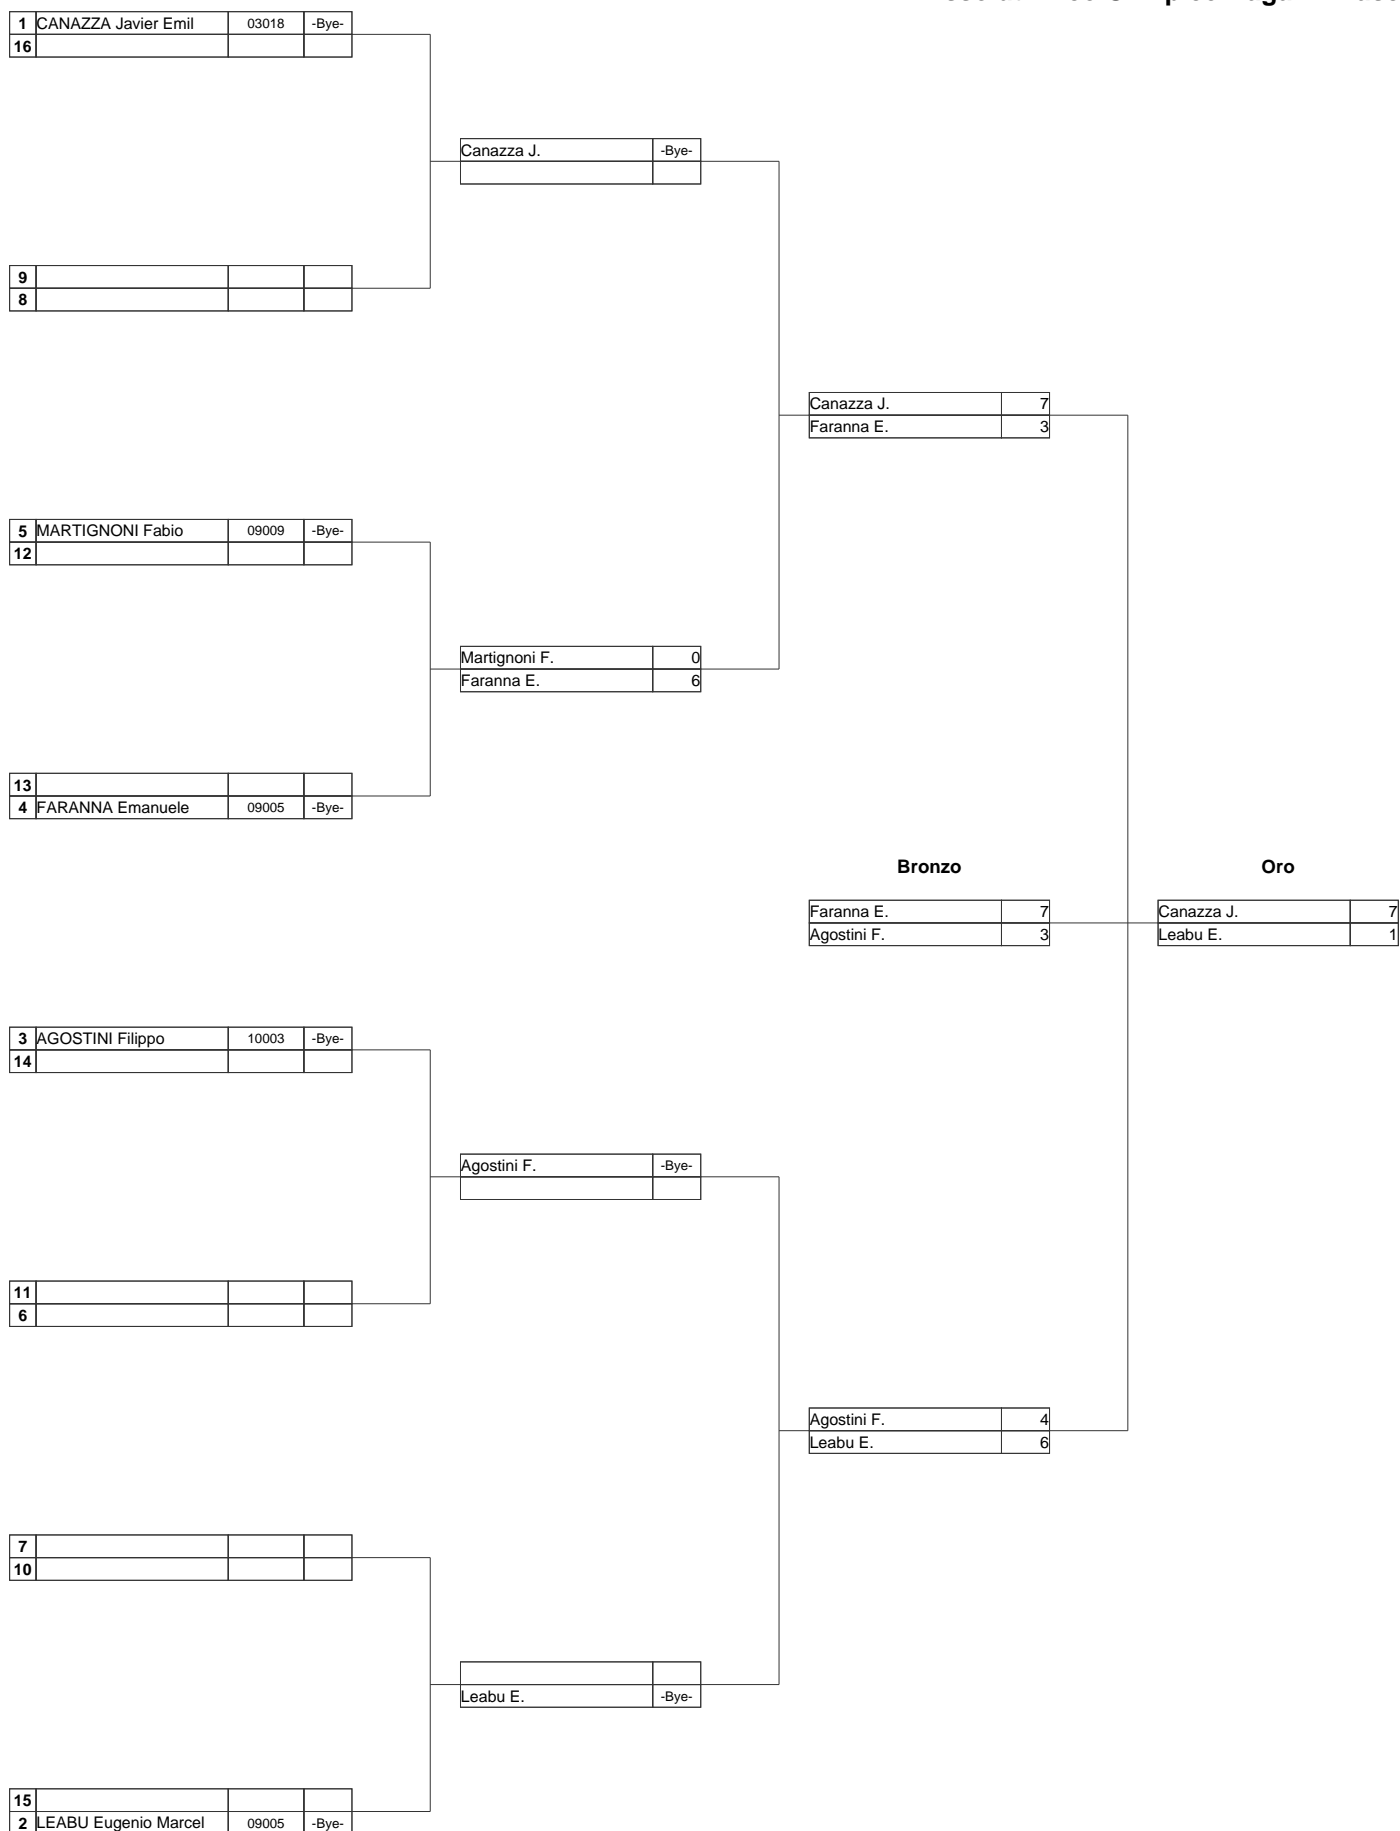 1 CANAZZA Javier Emil 03018 -Bye-
16
Canazza J. -Bye-
9
8
Canazza J. 7
Faranna E. 3
5 MARTIGNONI Fabio 09009 -Bye-
12
Martignoni F. 0
Faranna E. 6
13
4 FARANNA Emanuele 09005 -Bye-
Bronzo Oro
Faranna E. 7 Canazza J. 7
Agostini F. 3 Leabu E. 1
3 AGOSTINI Filippo 10003 -Bye-
14
Agostini F. -Bye-
11
6
Agostini F. 4
Leabu E. 6
7
10
Leabu E. -Bye-
15
2 LEABU Eugenio Marcel 09005 -Bye-